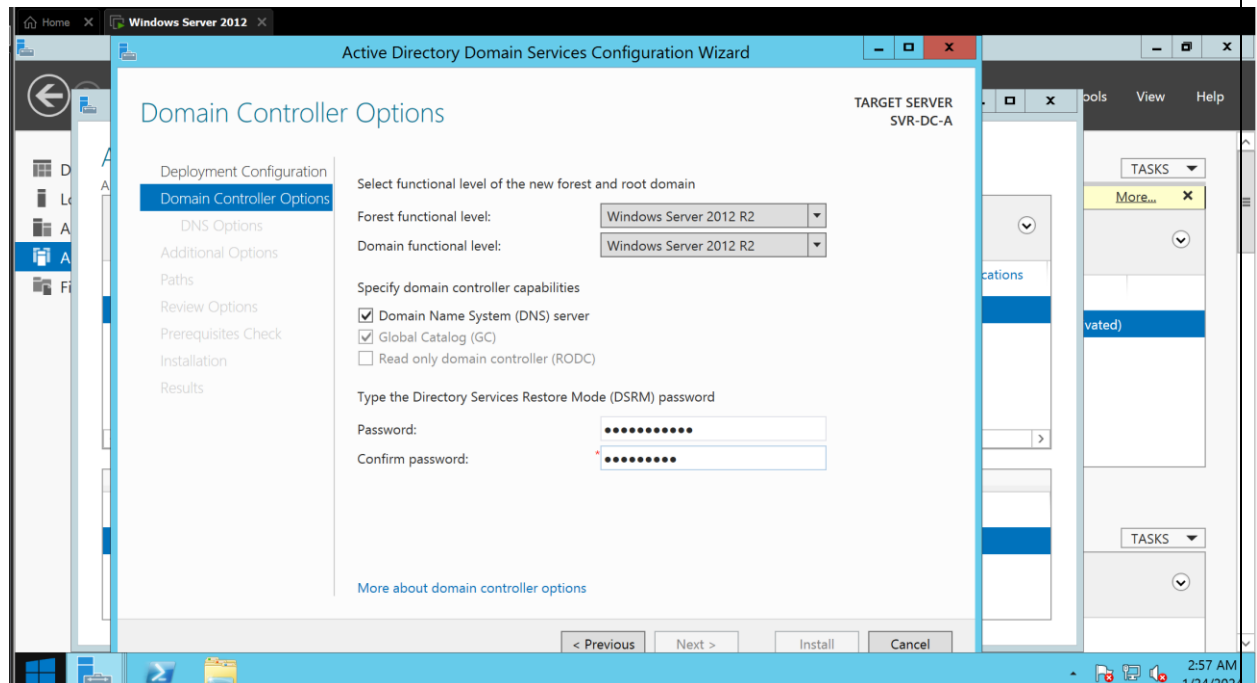 Home
Windows Server 2012
Active Directory Domain Services Configuration Wizard
Domain Controller Options
TARGET SERVER
SVR-DC-A
View
Help
Deployment Configuration
Domain Controller Options
DNS Options
Additional Options
Paths
Review Options
Prerequisites Check
Installation
Results
Select functional level of the new forest and root domain
Forest functional level: Windows Server 2012 R2
Domain functional level: Windows Server 2012 R2
Specify domain controller capabilities
Domain Name System (DNS) server
Global Catalog (GC)
Read only domain controller (RODC)
Type the Directory Services Restore Mode (DSRM) password
Password: •••••••••••
Confirm password: * •••••••••
More about domain controller options
< Previous Next > Install Cancel
TASKS
More...
TASKS
2:57 AM